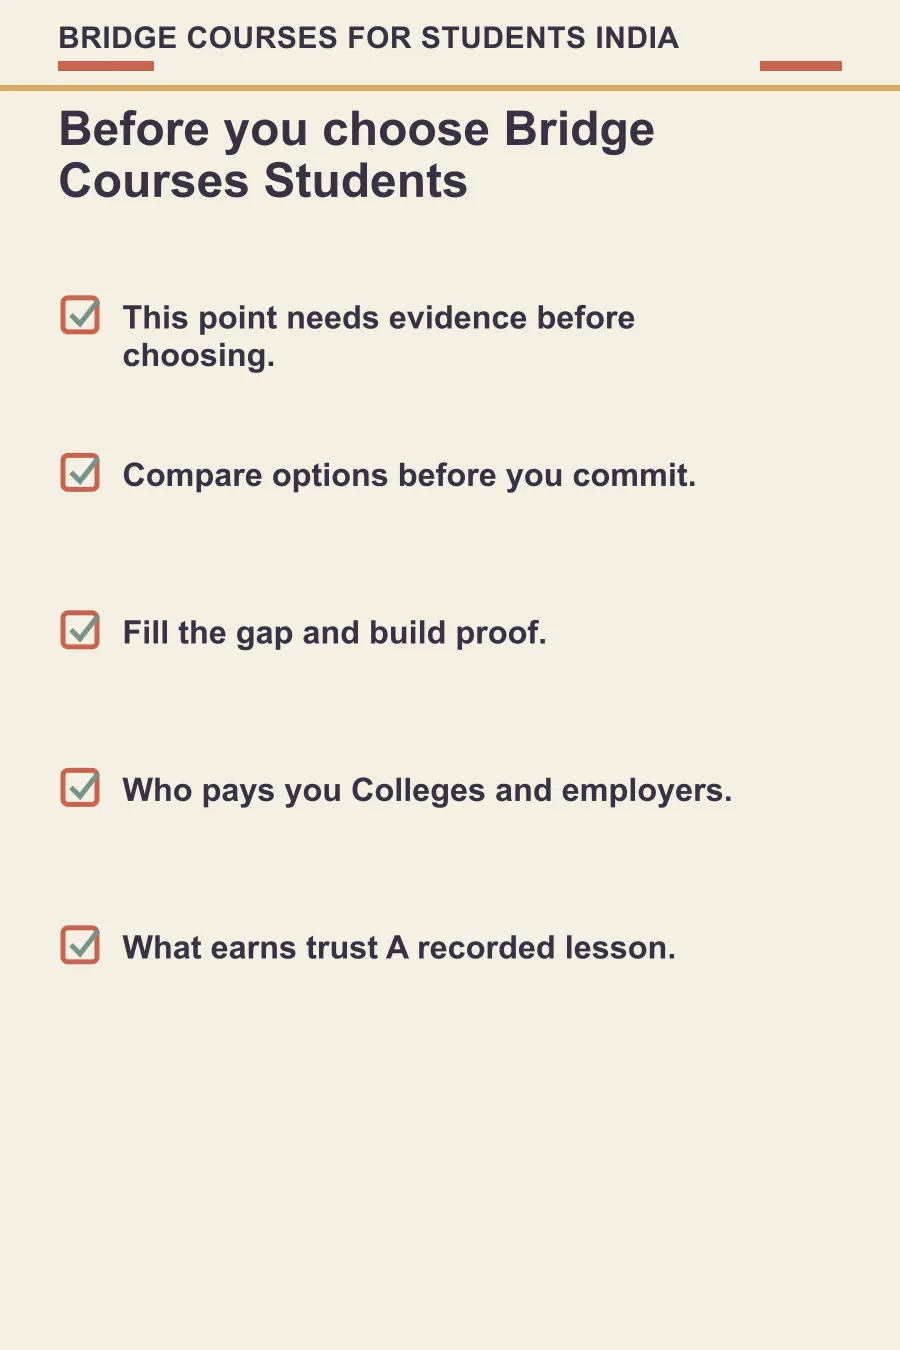 BRIDGE COURSES FOR STUDENTS INDIA
Before you choose Bridge
Courses Students
This point needs evidence before
choosing.
Compare options before you commit.
Fill the gap and build proof.
Who pays you Colleges and employers.
What earns trust A recorded lesson.